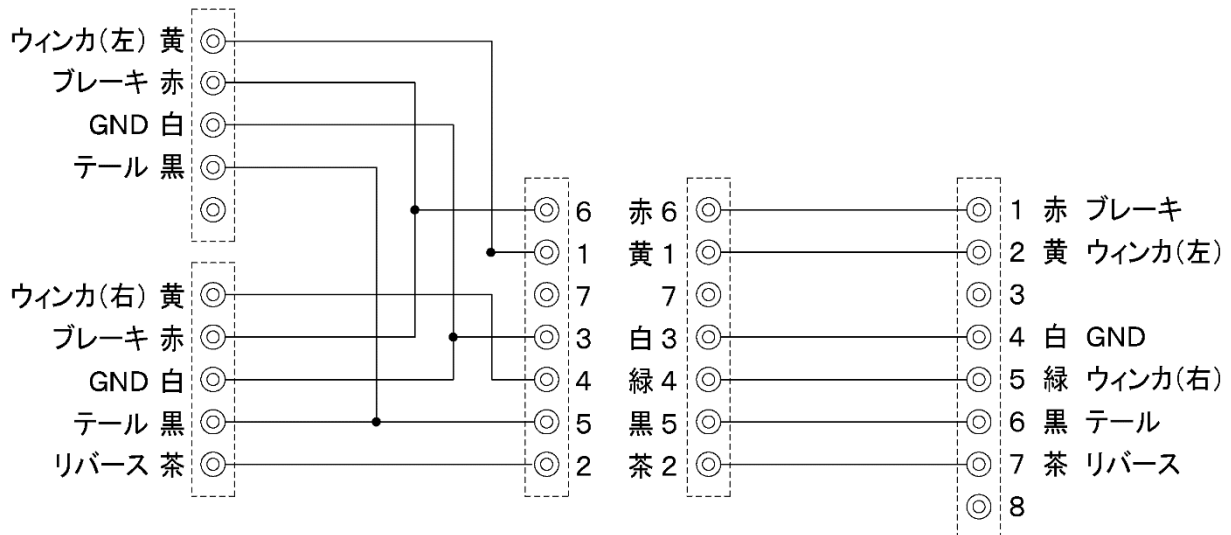 ウィンカ(左) 黄
ブレーキ 赤
GND 白
テール 黒
ウィンカ(右) 黄
ブレーキ 赤
GND 白
テール 黒
リバース 茶
6
1
7
3
4
5
2
赤 6
黄 1
7
白 3
緑 4
黒 5
茶 2
1 赤 ブレーキ
2 黄 ウィンカ(左)
3
4 白 GND
5 緑 ウィンカ(右)
6 黒 テール
7 茶 リバース
8